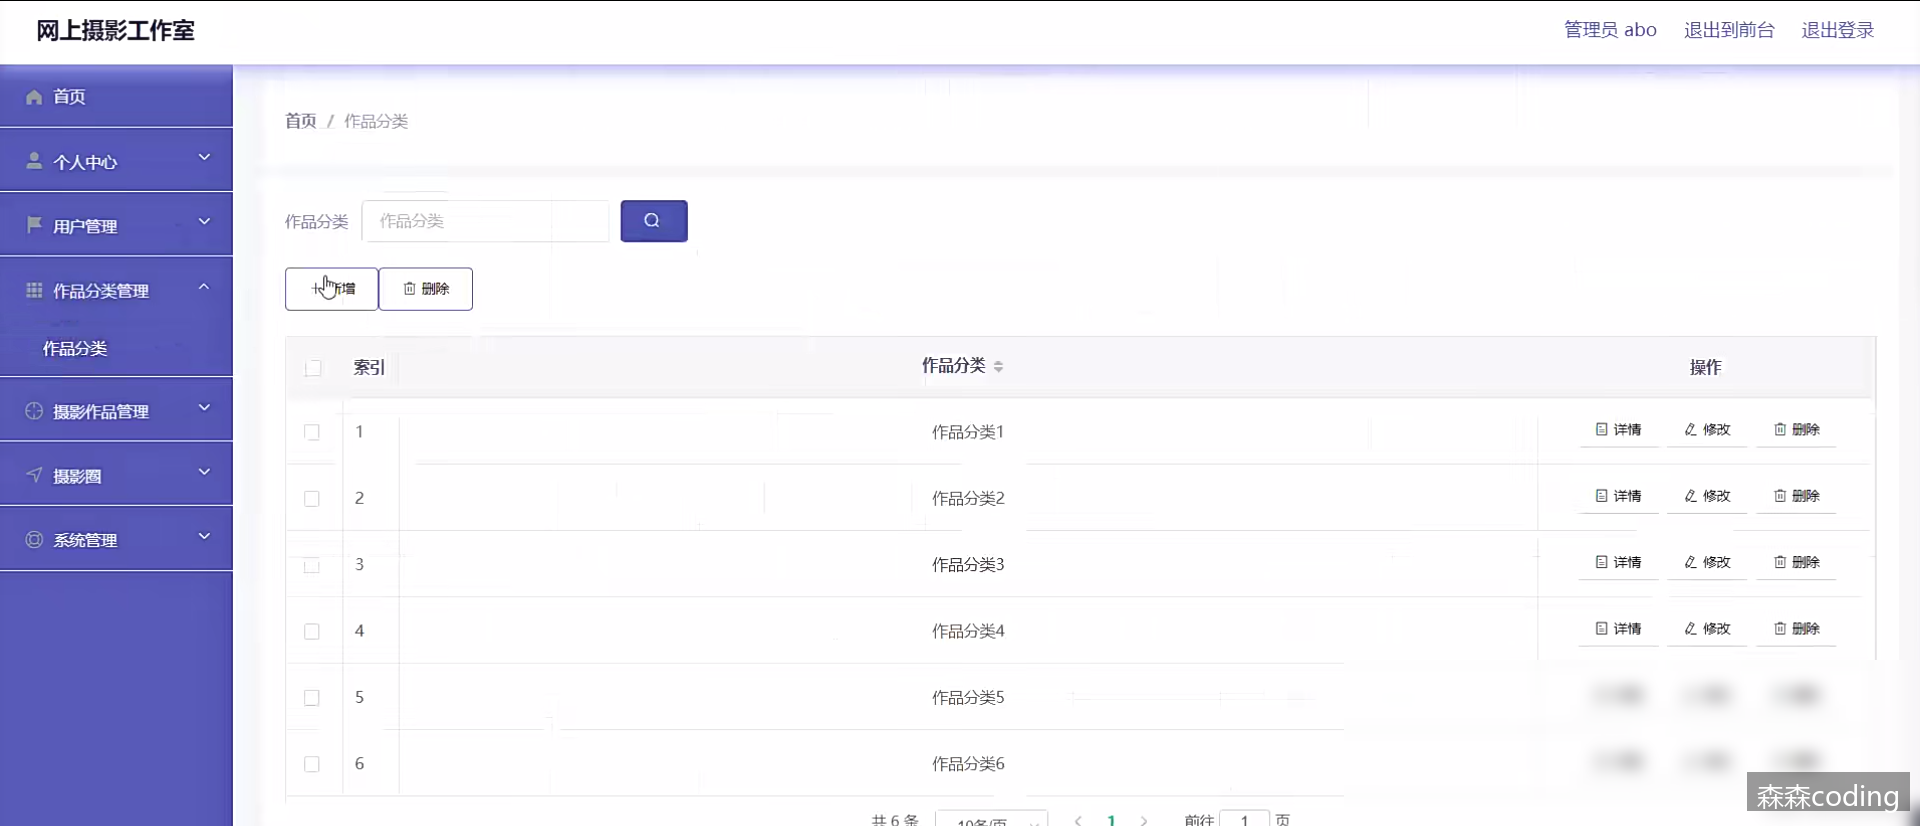 网上摄影工作室
管理员 abo 退出到前台 退出登录
首页
个人中心
用户管理
作品分类管理
作品分类
摄影作品管理
摄影圈
系统管理
首页 / 作品分类
作品分类 作品分类
新增 删除
索引 作品分类 操作
1 作品分类1 详情 修改 删除
2 作品分类2 详情 修改 删除
3 作品分类3 详情 修改 删除
4 作品分类4 详情 修改 删除
5 作品分类5
6 作品分类6
共 6 条 10条/页 1 前往 1 页
森森coding